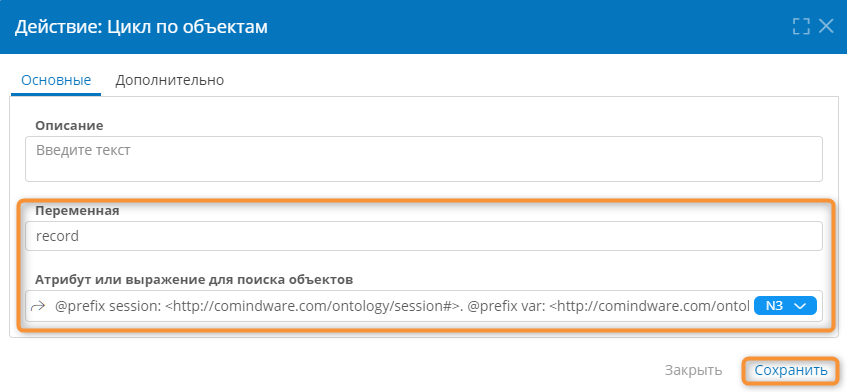 Действие: Цикл по объектам
Основные Дополнительно
Описание
Введите текст
Переменная
record
Атрибут или выражение для поиска объектов
@prefix session: <http://comindware.com/ontology/session#>. @prefix var: <http://comindware.com/ontol N3
Закрыть Сохранить